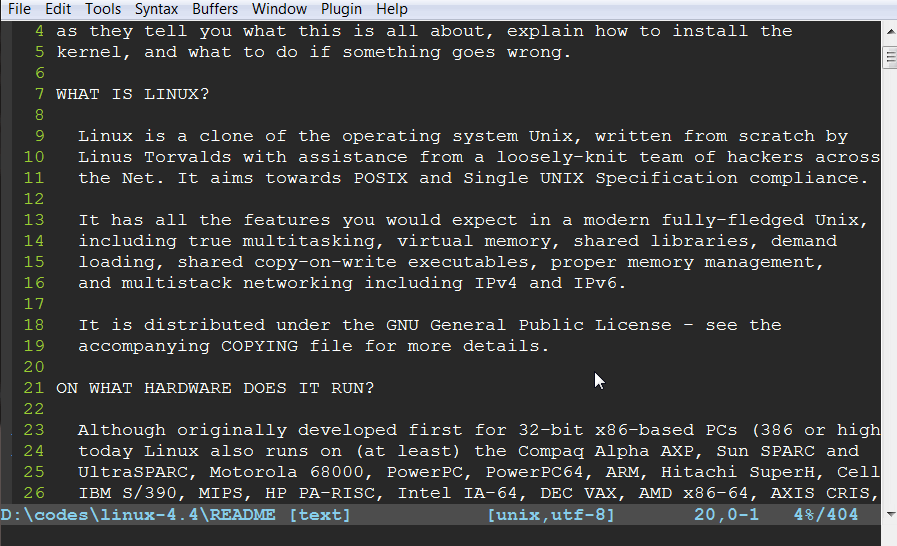 File Edit Tools Syntax Buffers Window Plugin Help
4 as they tell you what this is all about, explain how to install the
5 kernel, and what to do if something goes wrong.
6
7 WHAT IS LINUX?
8
9 Linux is a clone of the operating system Unix, written from scratch by
10 Linus Torvalds with assistance from a loosely-knit team of hackers across
11 the Net. It aims towards POSIX and Single UNIX Specification compliance.
12
13 It has all the features you would expect in a modern fully-fledged Unix,
14 including true multitasking, virtual memory, shared libraries, demand
15 loading, shared copy-on-write executables, proper memory management,
16 and multistack networking including IPv4 and IPv6.
17
18 It is distributed under the GNU General Public License - see the
19 accompanying COPYING file for more details.
20
21 ON WHAT HARDWARE DOES IT RUN?
22
23 Although originally developed first for 32-bit x86-based PCs (386 or high
24 today Linux also runs on (at least) the Compaq Alpha AXP, Sun SPARC and
25 UltraSPARC, Motorola 68000, PowerPC, PowerPC64, ARM, Hitachi SuperH, Cell
26 IBM S/390, MIPS, HP PA-RISC, Intel IA-64, DEC VAX, AMD x86-64, AXIS CRIS,
D:\codes\linux-4.4\README [text] [unix,utf-8] 20,0-1 4%/404